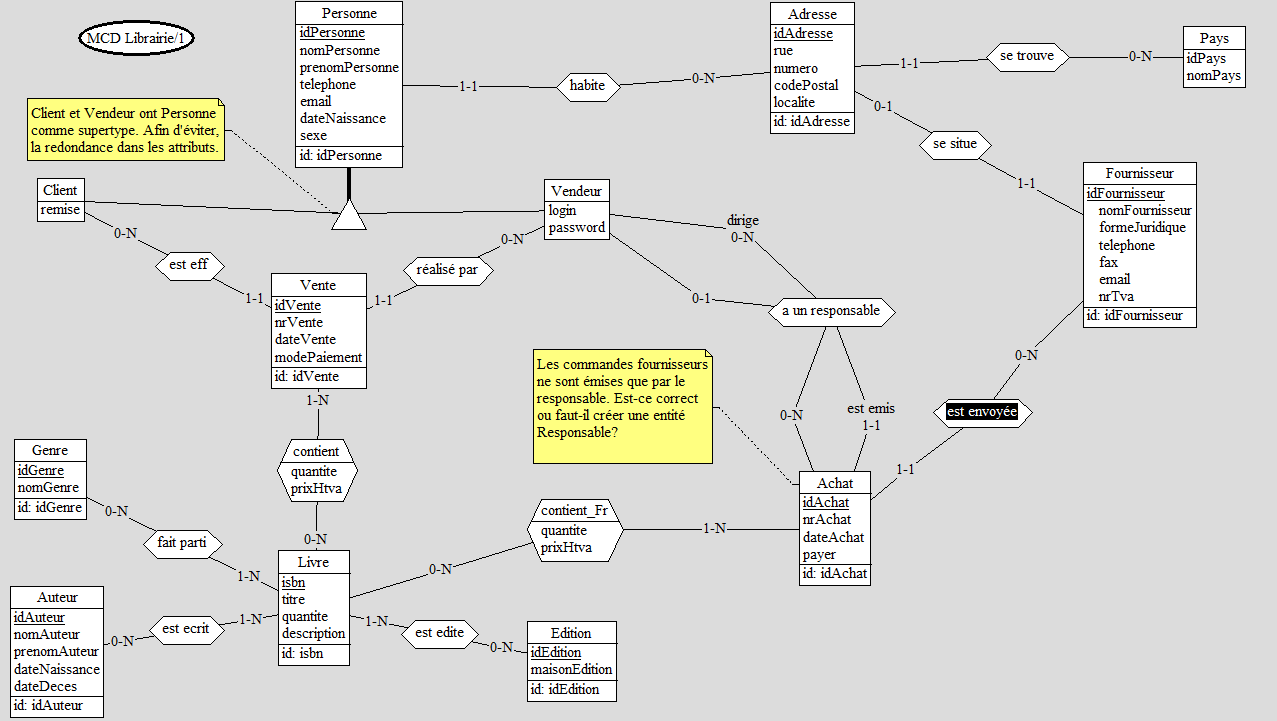 MCD Librairie/1
Personne
idPersonne
nomPersonne
prenomPersonne
telephone
email
dateNaissance
sexe
id: idPersonne
1-1
habite
0-N
Adresse
idAdresse
rue
numero
codePostal
localite
id: idAdresse
1-1
se trouve
0-N
Pays
idPays
nomPays
0-1
se situe
1-1
Client et Vendeur ont Personne
comme supertype. Afin d'éviter,
la redondance dans les attributs.
Client
remise
Vendeur
login
password
Fournisseur
idFournisseur
nomFournisseur
formeJuridique
telephone
fax
email
nrTva
id: idFournisseur
0-N
est eff
1-1
0-N
réalisé par
1-1
dirige
0-N
0-1
a un responsable
Vente
idVente
nrVente
dateVente
modePaiement
id: idVente
Les commandes fournisseurs
ne sont émises que par le
responsable. Est-ce correct
ou faut-il créer une entité
Responsable?
0-N
est emis
1-1
0-N
est envoyée
1-1
1-N
contient
quantite
prixHtva
0-N
Genre
idGenre
nomGenre
id: idGenre
0-N
fait parti
1-N
contient_Fr
quantite
prixHtva
1-N
0-N
Achat
idAchat
nrAchat
dateAchat
payer
id: idAchat
Livre
isbn
titre
quantite
description
id: isbn
Auteur
idAuteur
nomAuteur
prenomAuteur
dateNaissance
dateDeces
id: idAuteur
0-N
est ecrit
1-N
1-N
est edite
0-N
Edition
idEdition
maisonEdition
id: idEdition